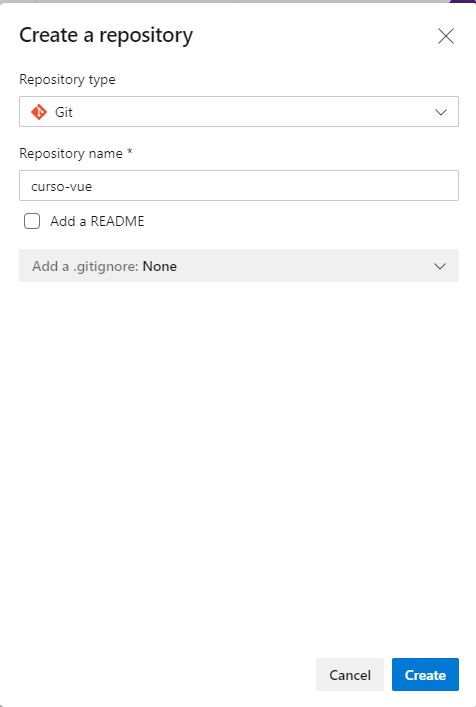 Create a repository
Repository type
Git
Repository name *
curso-vue
Add a README
Add a .gitignore: None
Cancel
Create